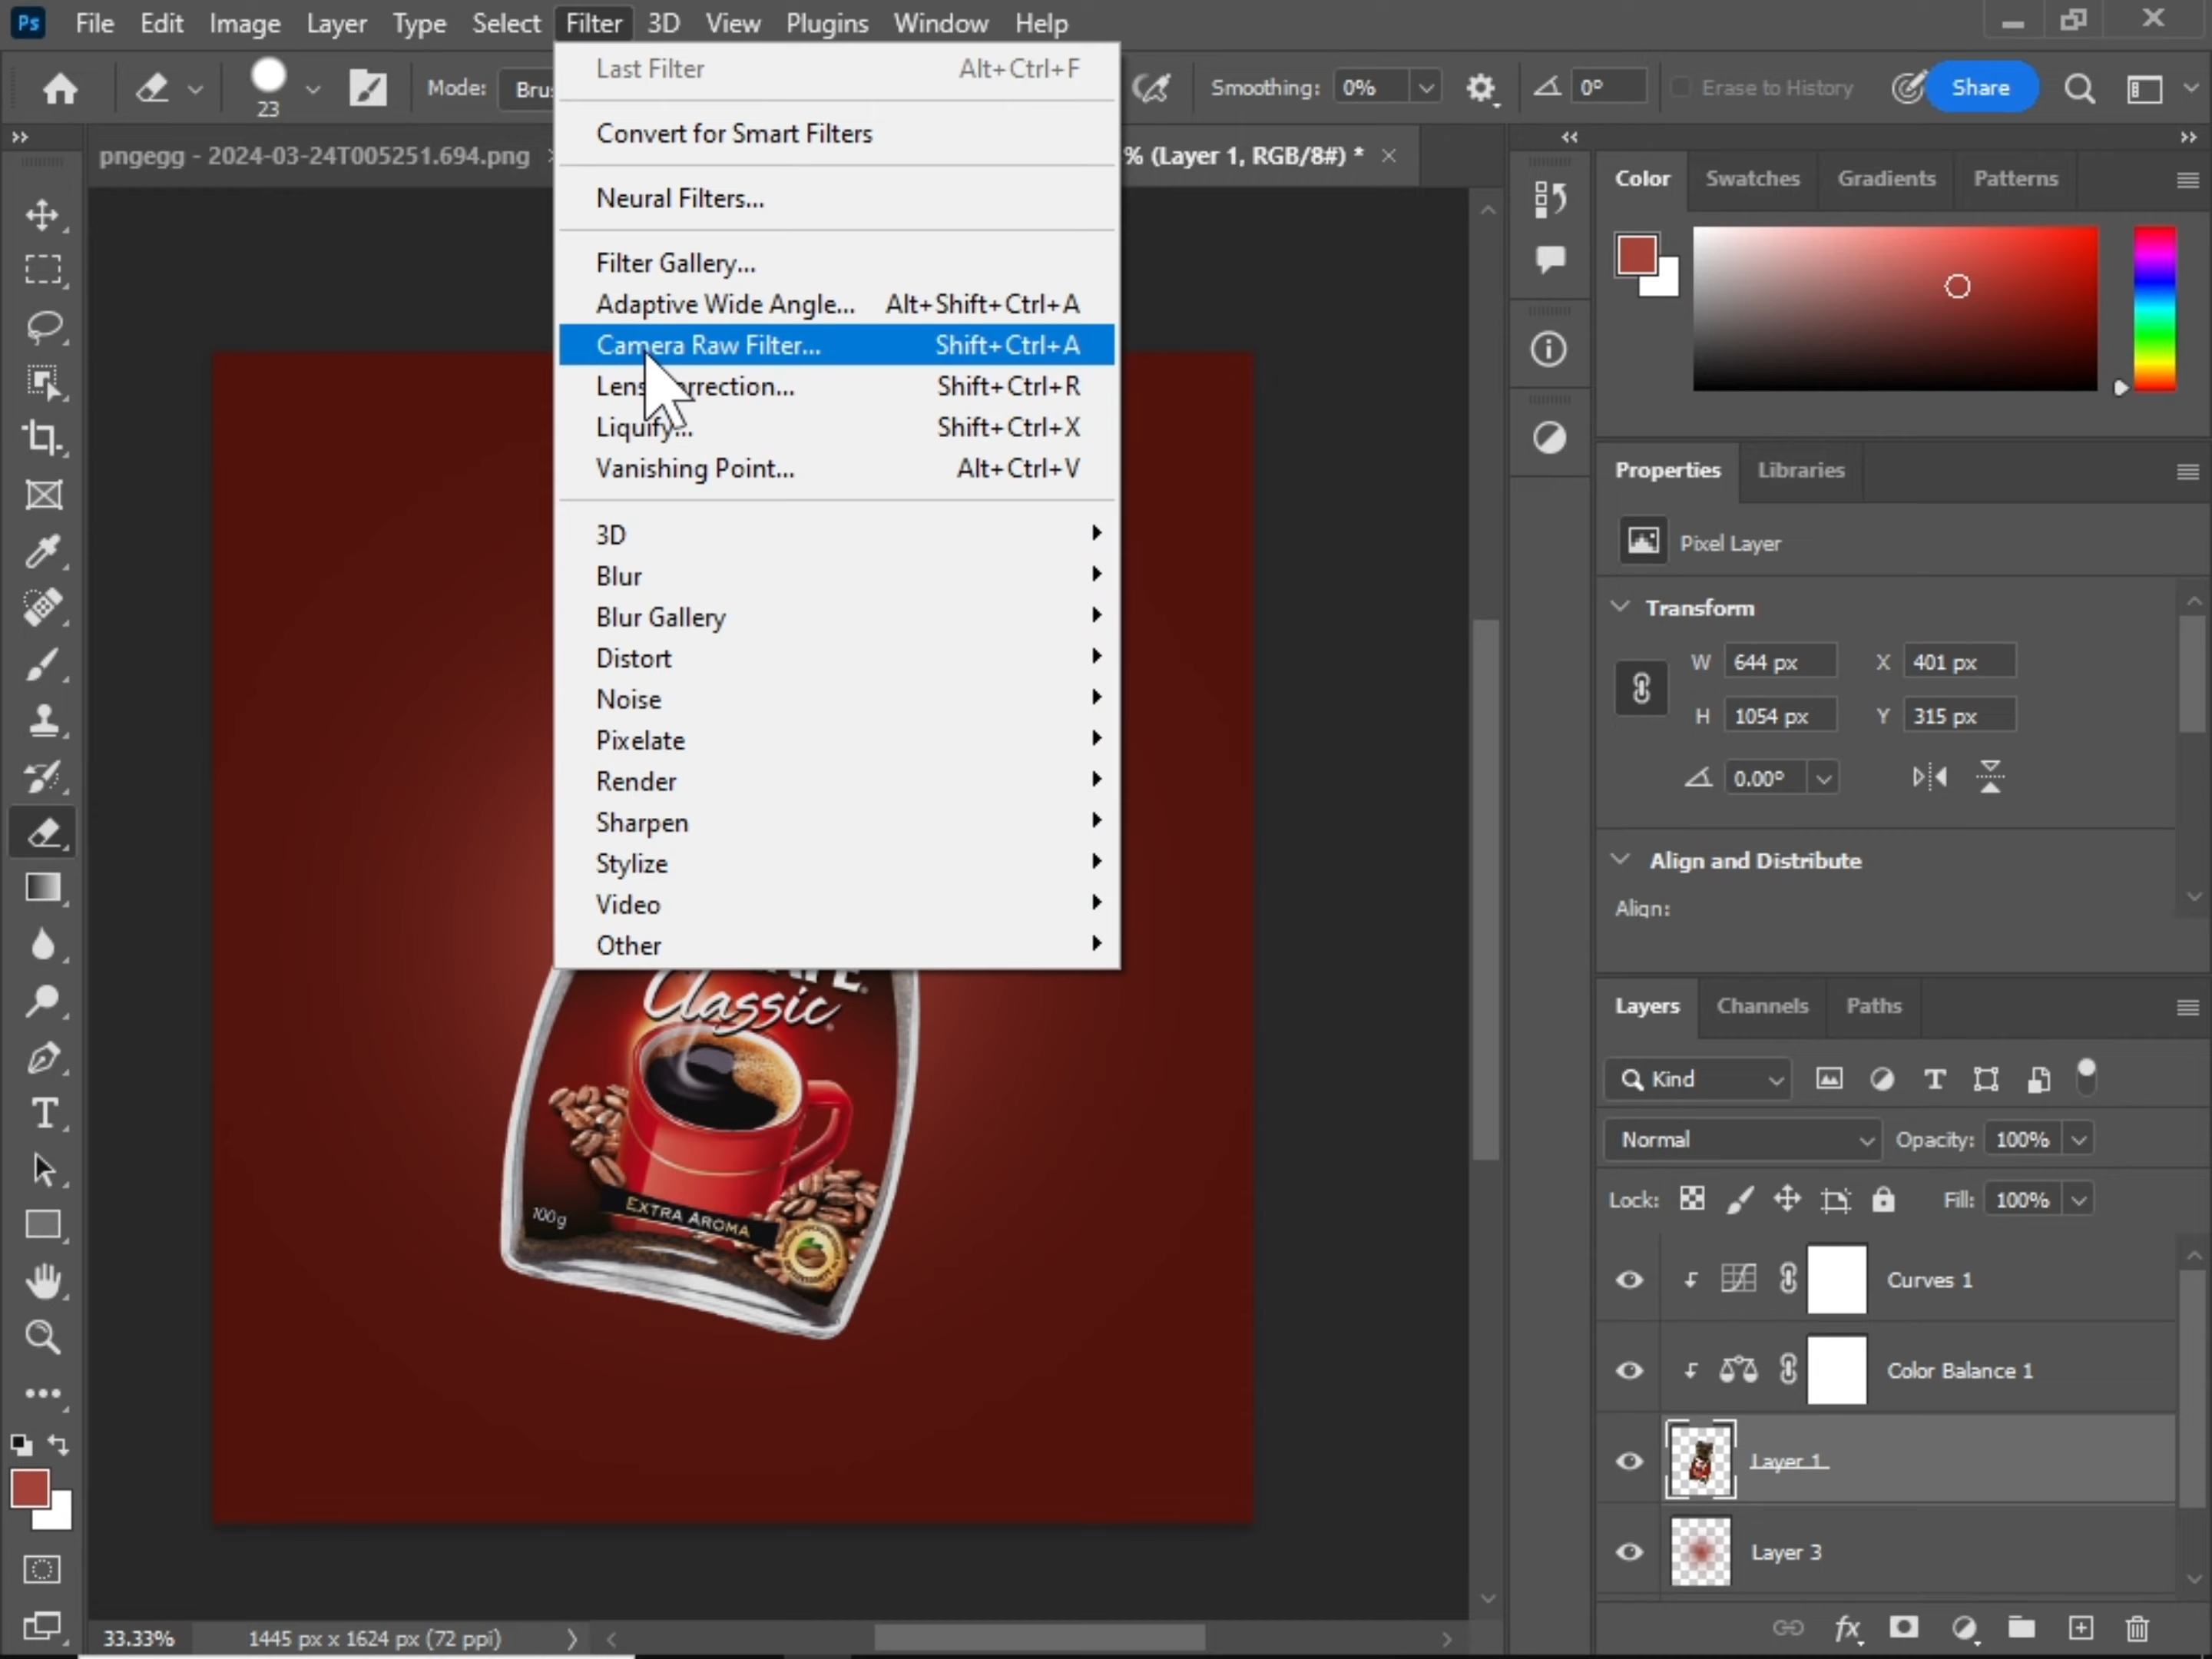 Ps File Edit Image Layer Type Select Filter 3D View Plugins Window Help
23 Mode: Smoothing: 0% 0° Erase to History Share
pngegg - 2024-03-24T005251.694.png % (Layer 1, RGB/8#) *
Last Filter Alt+Ctrl+F
Convert for Smart Filters
Neural Filters...
Filter Gallery...
Adaptive Wide Angle... Alt+Shift+Ctrl+A
Camera Raw Filter... Shift+Ctrl+A
Shift+Ctrl+R
Liquify... Shift+Ctrl+X
Vanishing Point... Alt+Ctrl+V
3D
Blur
Blur Gallery
Distort
Noise
Pixelate
Render
Sharpen
Stylize
Video
Other
Classic
EXTRA AROMA
100g
33.33% 1445 px x 1624 px (72 ppi)
Color Swatches Gradients Patterns
Properties Libraries
Pixel Layer
Transform
W 644 px X 401 px
H 1054 px Y 315 px
0.00°
Align and Distribute
Align:
Layers Channels Paths
Kind
Normal Opacity: 100%
Lock: Fill: 100%
Curves 1
Color Balance 1
Layer 1
Layer 3